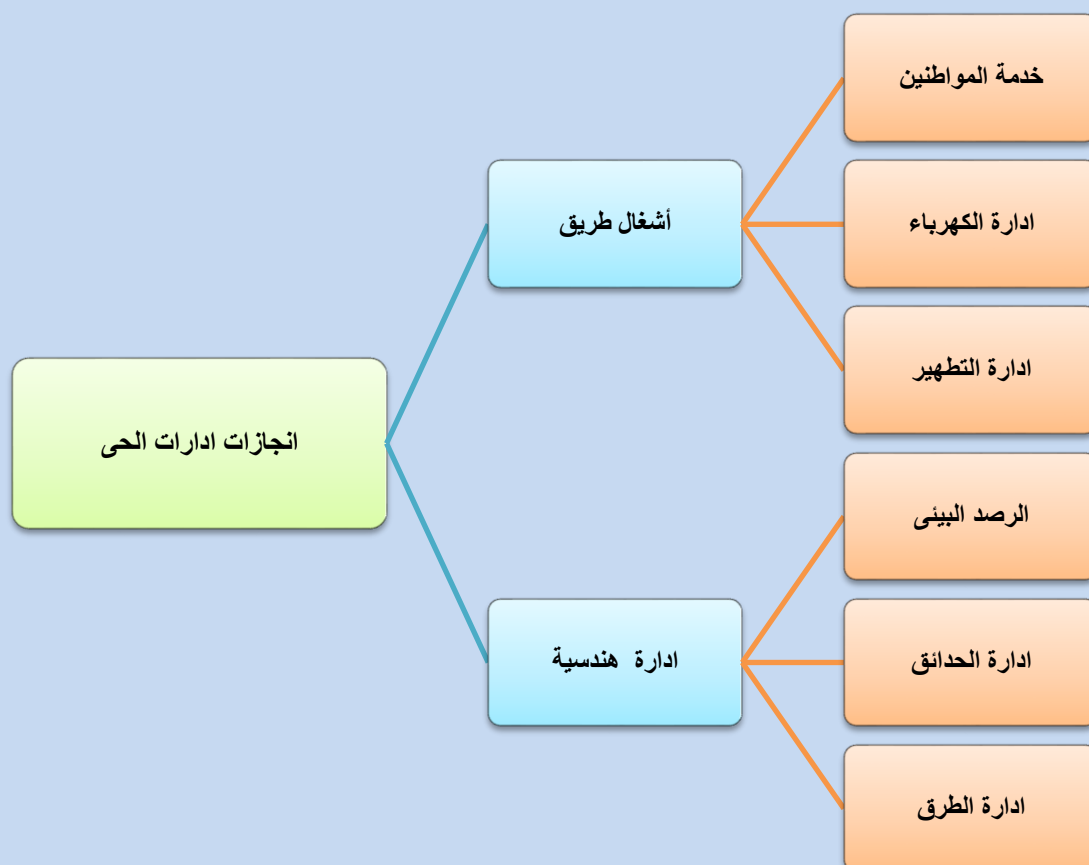 انجازات ادارات الحى
أشغال طريق
خدمة المواطنين
ادارة الكهرباء
ادارة التطهير
ادارة هندسية
الرصد البيئى
ادارة الحدائق
ادارة الطرق